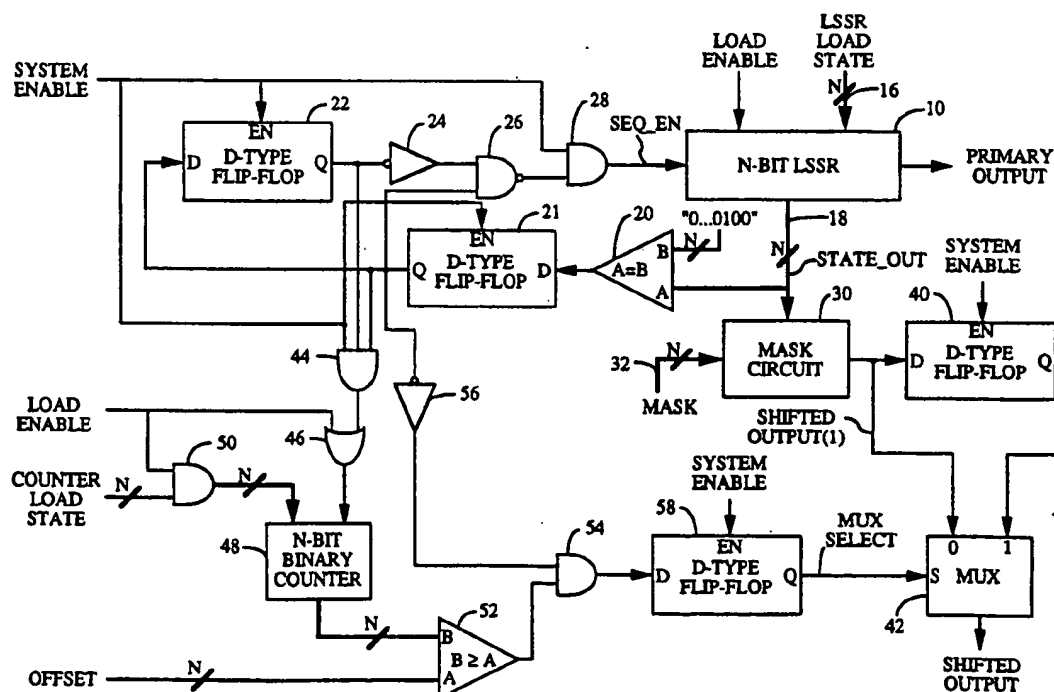 SYSTEM
ENABLE
22
EN
D
Q
D-TYPE
FLIP-FLOP
24
26
28
SEQ_EN
LOAD
ENABLE
LSSR
LOAD
STATE
N
16
10
N-BIT LSSR
PRIMARY
OUTPUT
18
N
STATE_OUT
21
EN
Q
D
D-TYPE
FLIP-FLOP
20
A=B
B
A
N
"0...0100"
30
MASK
CIRCUIT
N
32
MASK
SYSTEM
ENABLE
40
EN
D
Q
D-TYPE
FLIP-FLOP
SHIFTED
OUTPUT(1)
44
56
LOAD
ENABLE
46
50
COUNTER
LOAD
STATE
N
N
48
N-BIT
BINARY
COUNTER
N
52
B
B ≥ A
A
OFFSET
N
54
SYSTEM
ENABLE
58
EN
D
Q
D-TYPE
FLIP-FLOP
MUX
SELECT
0
1
S
MUX
42
SHIFTED
OUTPUT